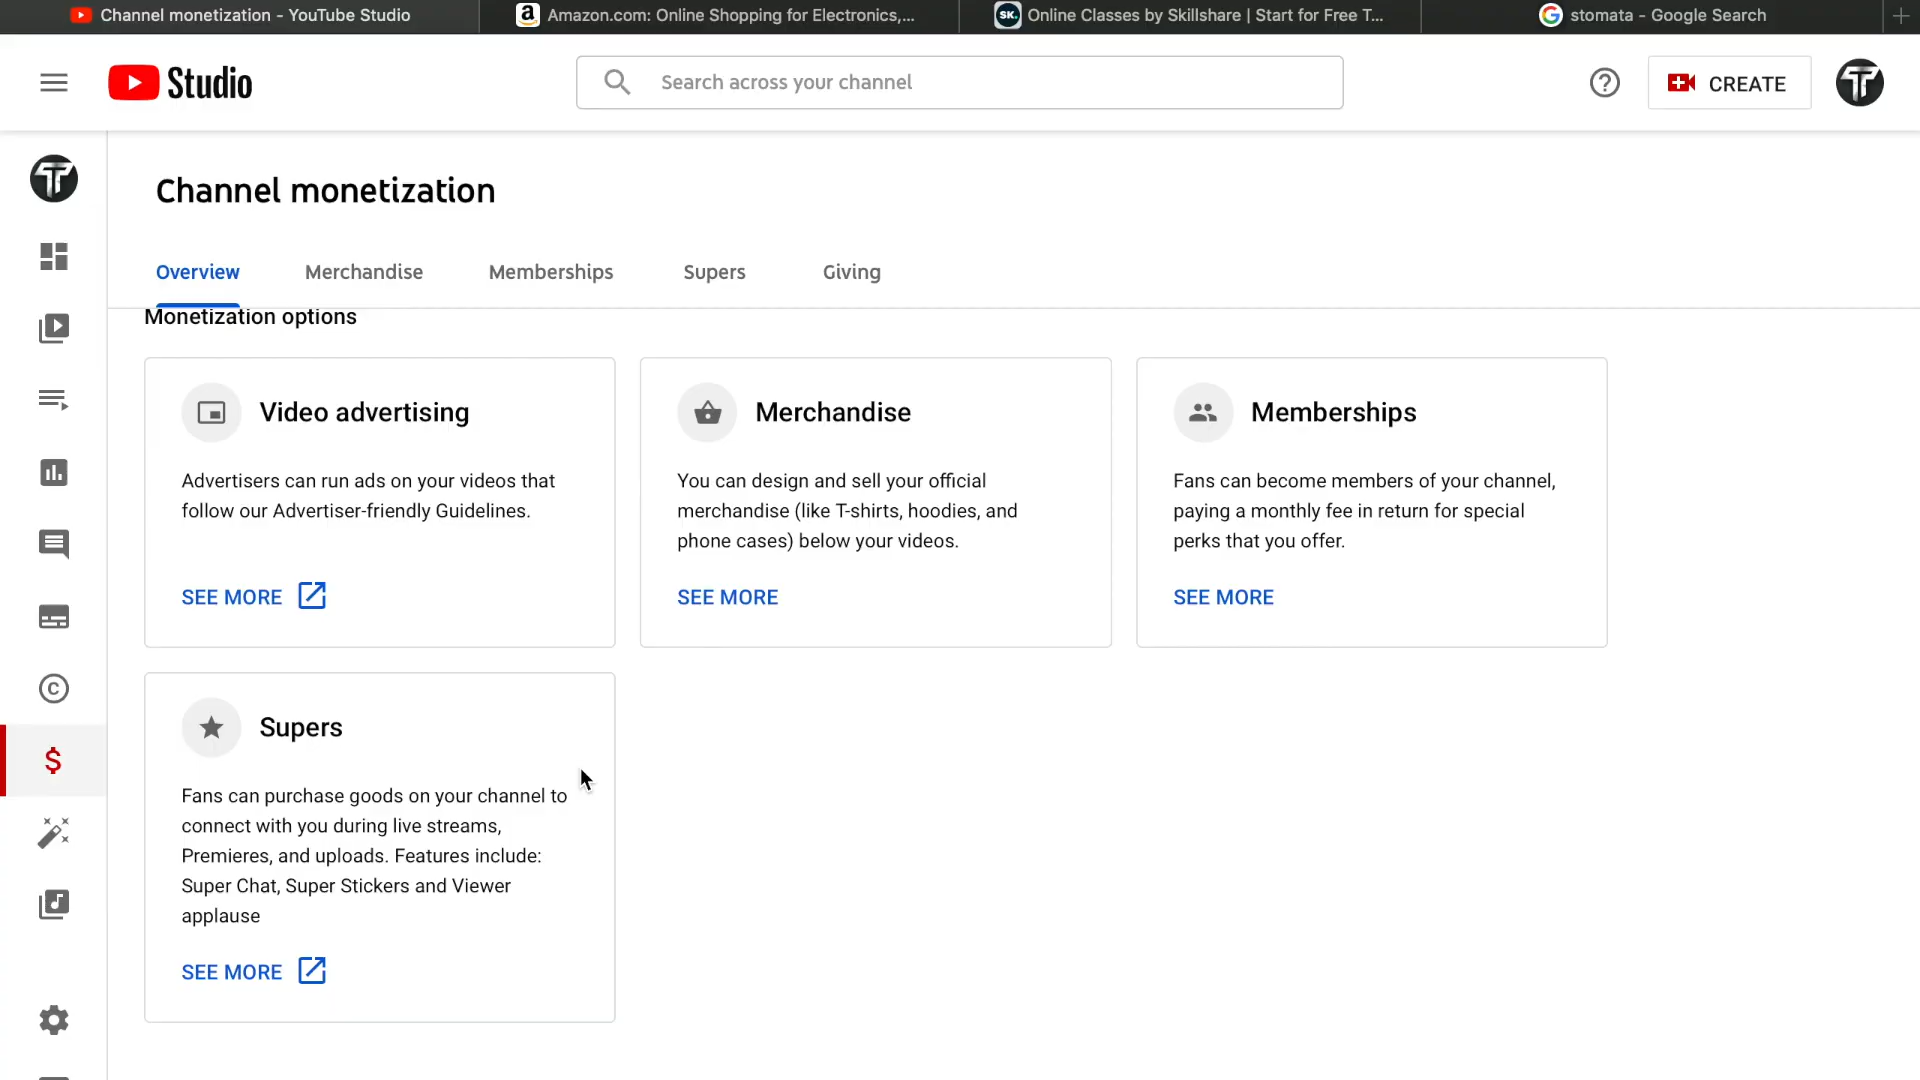 Channel monetization - YouTube Studio
Amazon.com: Online Shopping for Electronics,...
SK.
Online Classes by Skillshare | Start for Free T...
stomata - Google Search
Studio
Search across your channel
CREATE
Channel monetization
Overview
Merchandise
Memberships
Supers
Giving
Monetization options
Video advertising
Advertisers can run ads on your videos that
follow our Advertiser-friendly Guidelines.
SEE MORE
Merchandise
You can design and sell your official
merchandise (like T-shirts, hoodies, and
phone cases) below your videos.
SEE MORE
Memberships
Fans can become members of your channel,
paying a monthly fee in return for special
perks that you offer.
SEE MORE
Supers
Fans can purchase goods on your channel to
connect with you during live streams,
Premieres, and uploads. Features include:
Super Chat, Super Stickers and Viewer
applause
SEE MORE